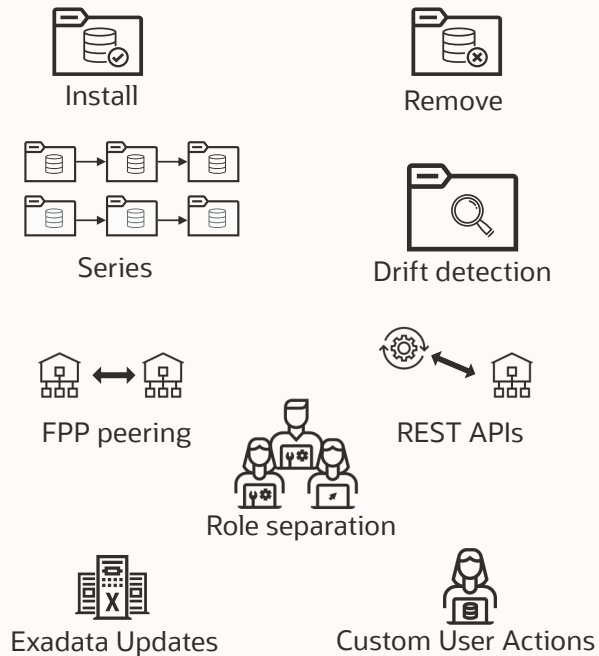 Install
Remove
Series
Drift detection
FPP peering
REST APIs
Role separation
X
Exadata Updates
Custom User Actions